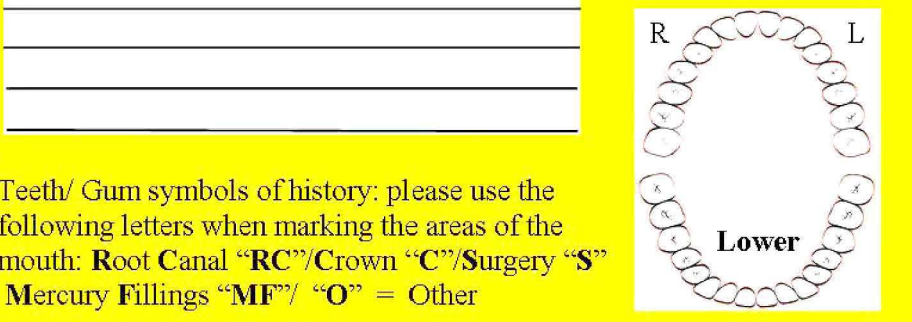 R L
Teeth/ Gum symbols of history: please use the
following letters when marking the areas of the
mouth: Root Canal “RC”/Crown “C”/Surgery “S”
Lower
Mercury Fillings “MF”/ “O” = Other